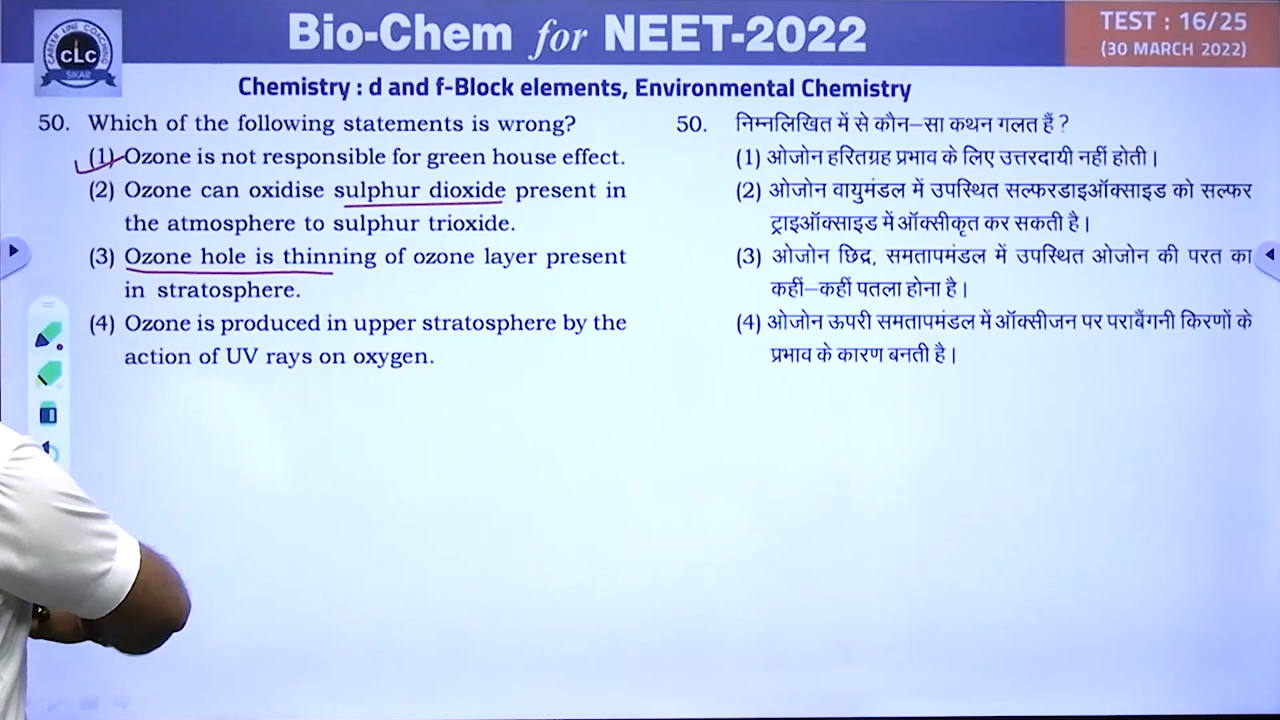 CAREER LINE COACHING
CLC
SIKAR
Bio-Chem for NEET-2022
TEST : 16/25
(30 MARCH 2022)
Chemistry : d and f-Block elements, Environmental Chemistry
50. Which of the following statements is wrong?
(1) Ozone is not responsible for green house effect.
(2) Ozone can oxidise sulphur dioxide present in
the atmosphere to sulphur trioxide.
(3) Ozone hole is thinning of ozone layer present
in stratosphere.
(4) Ozone is produced in upper stratosphere by the
action of UV rays on oxygen.
50. निम्नलिखित में से कौन–सा कथन गलत हैं ?
(1) ओजोन हरितग्रह प्रभाव के लिए उत्तरदायी नहीं होती।
(2) ओजोन वायुमंडल में उपस्थित सल्फरडाइऑक्साइड को सल्फर
ट्राइऑक्साइड में ऑक्सीकृत कर सकती है।
(3) ओजोन छिद्र, समतापमंडल में उपस्थित ओजोन की परत का
कहीं–कहीं पतला होना है।
(4) ओजोन ऊपरी समतापमंडल में ऑक्सीजन पर पराबैंगनी किरणों के
प्रभाव के कारण बनती है।